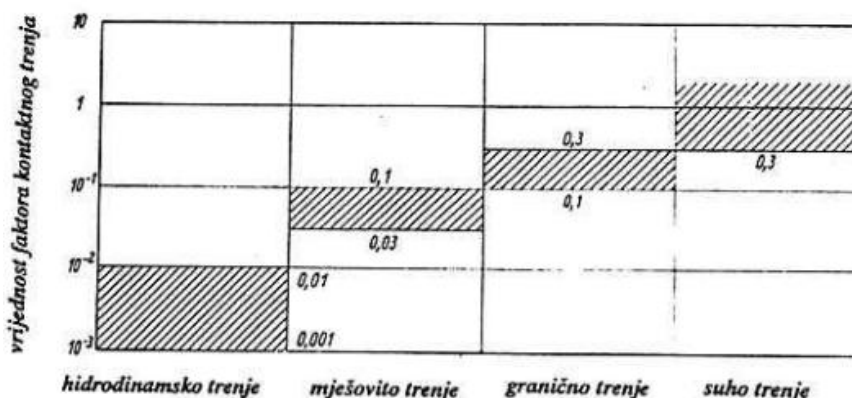 vrijednost faktora kontaktnog trenja
10
1
10⁻¹
10⁻²
10⁻³
0,01
0,001
0,1
0,03
0,3
0,1
0,3
hidrodinamsko trenje
mješovito trenje
granično trenje
suho trenje